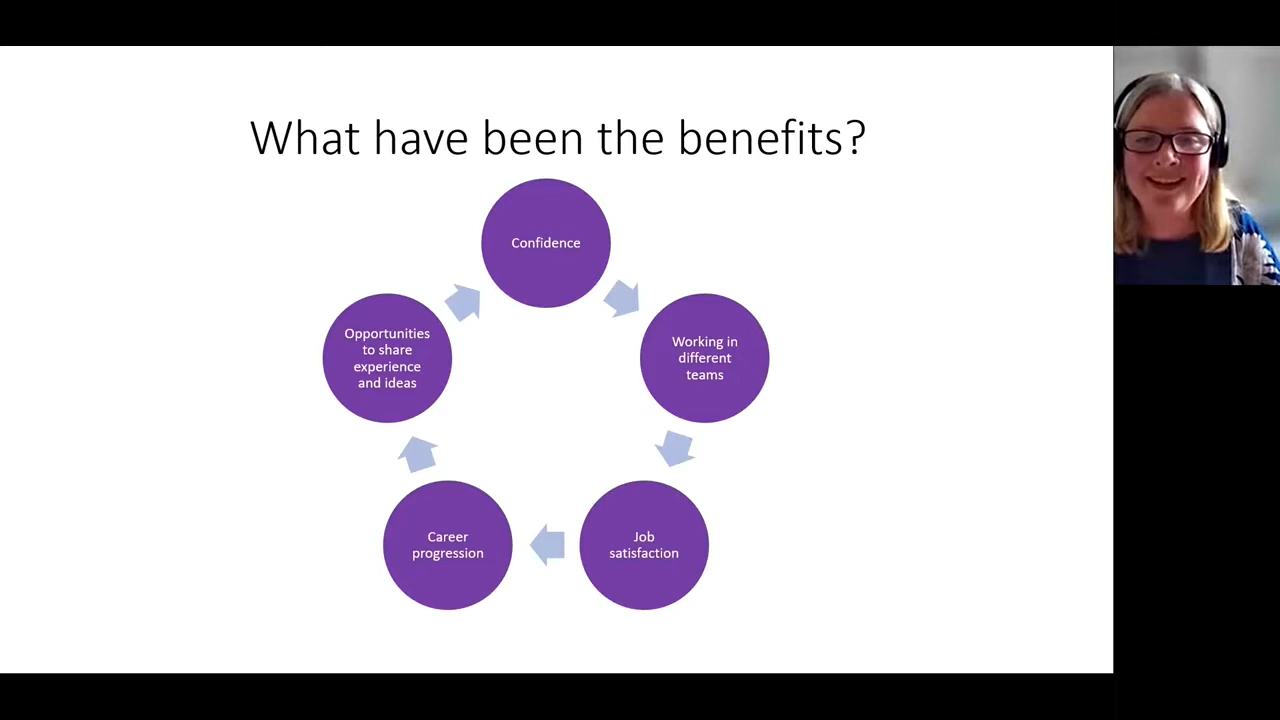 What have been the benefits?
Confidence
Working in
different
teams
Job
satisfaction
Career
progression
Opportunities
to share
experience
and ideas